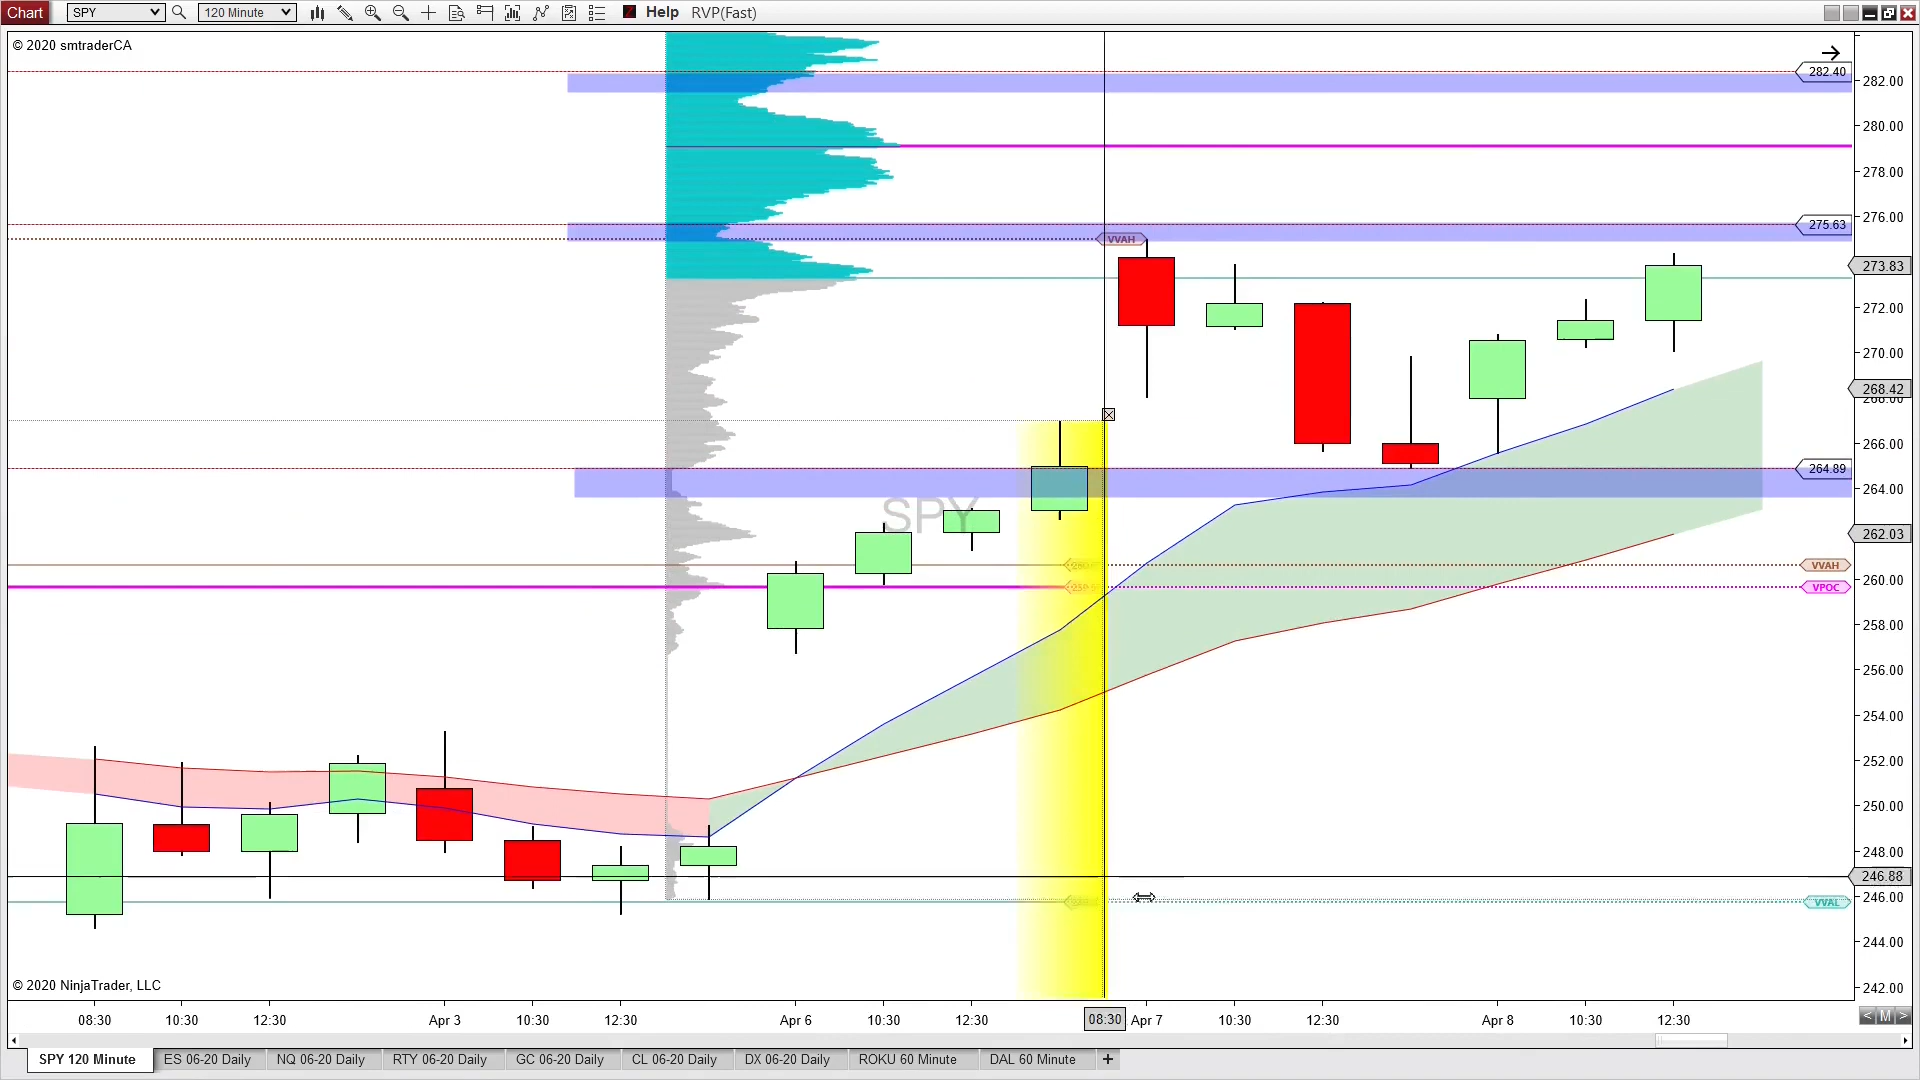 Chart SPY 120 Minute Help RVP(Fast)
© 2020 smtraderCA
282.40
282.00
280.00
278.00
276.00
275.63
VVAH
273.83
272.00
270.00
268.42
268.00
266.00
264.89
264.00
SPY
262.03
VVAH
260.00
VPOC
258.00
256.00
254.00
252.00
250.00
248.00
246.88
246.00
VVAL
244.00
© 2020 NinjaTrader, LLC
242.00
08:30 10:30 12:30 Apr 3 10:30 12:30 Apr 6 10:30 12:30 08:30 Apr 7 10:30 12:30 Apr 8 10:30 12:30
< M >
SPY 120 Minute ES 06-20 Daily NQ 06-20 Daily RTY 06-20 Daily GC 06-20 Daily CL 06-20 Daily DX 06-20 Daily ROKU 60 Minute DAL 60 Minute +